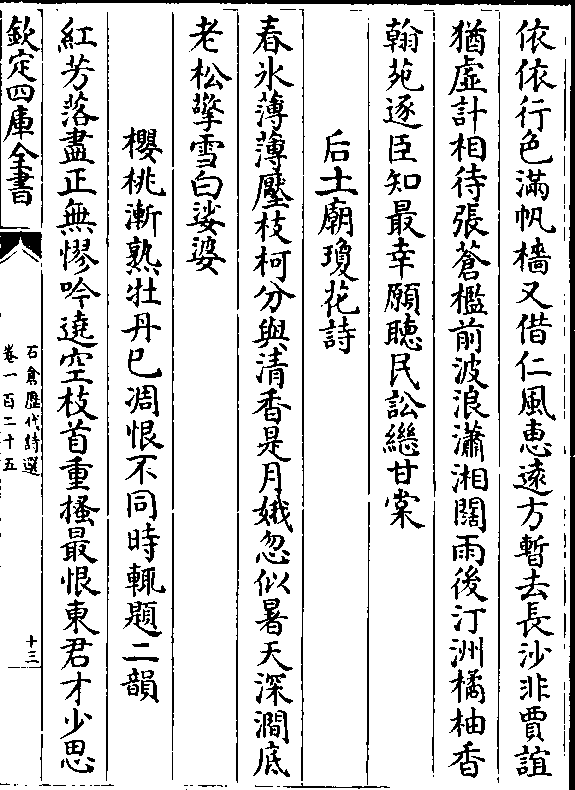 依依行色滿帆檣又借仁風惠遠方暫去長沙非賈誼
猶虛計相待張蒼檻前波浪瀟湘闊雨後汀洲橘柚香
翰苑逐臣知最幸願聽民訟繼甘棠
后土廟瓊花詩
春氷薄薄壓枝柯分與清香是月娥忽似暑天深澗底
老松擎雪白娑婆
櫻桃漸熟牡丹已凋恨不同時輒題二韻
紅芳落盡正無憀吟遶空枝首重搔最恨東君才少思
欽定四庫全書
石倉歷代詩選
卷一百二十五
十三